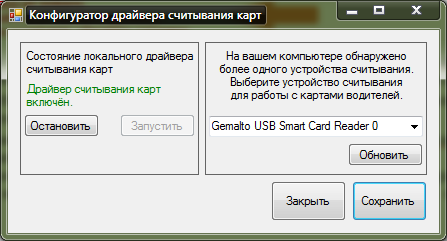 Конфигуратор драйвера считывания карт
Состояние локального драйвера
считывания карт
Драйвер считывания карт
включён.
Остановить
Запустить
На вашем компьютере обнаружено
более одного устройства считывания.
Выберите устройство считывания
для работы с картами водителей.
Gemalto USB Smart Card Reader 0
Обновить
Закрыть
Сохранить